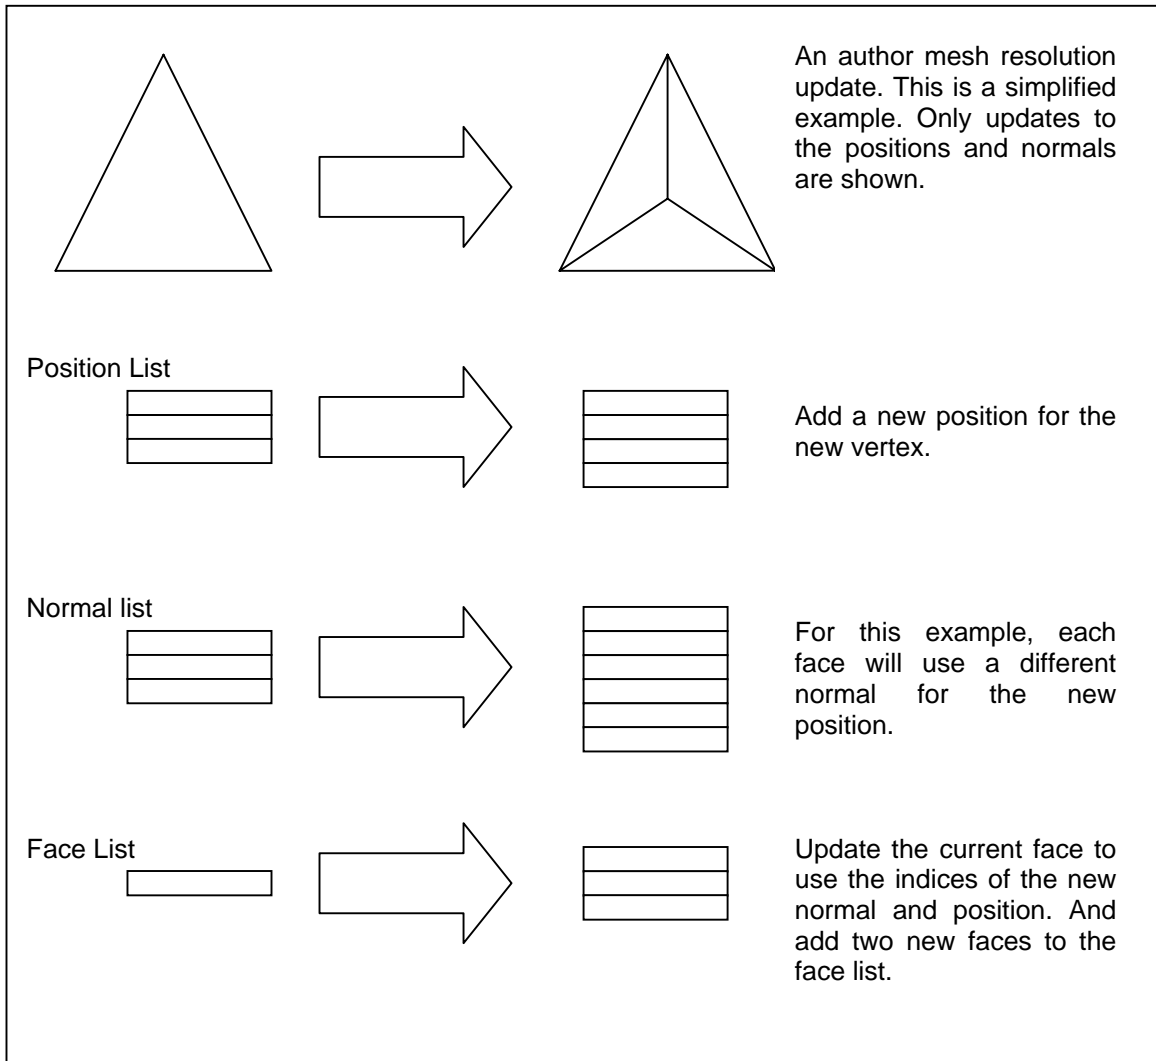 An author mesh resolution
update. This is a simplified
example. Only updates to
the positions and normals
are shown.
Position List
Add a new position for the
new vertex.
Normal list
For this example, each
face will use a different
normal for the new
position.
Face List
Update the current face to
use the indices of the new
normal and position. And
add two new faces to the
face list.